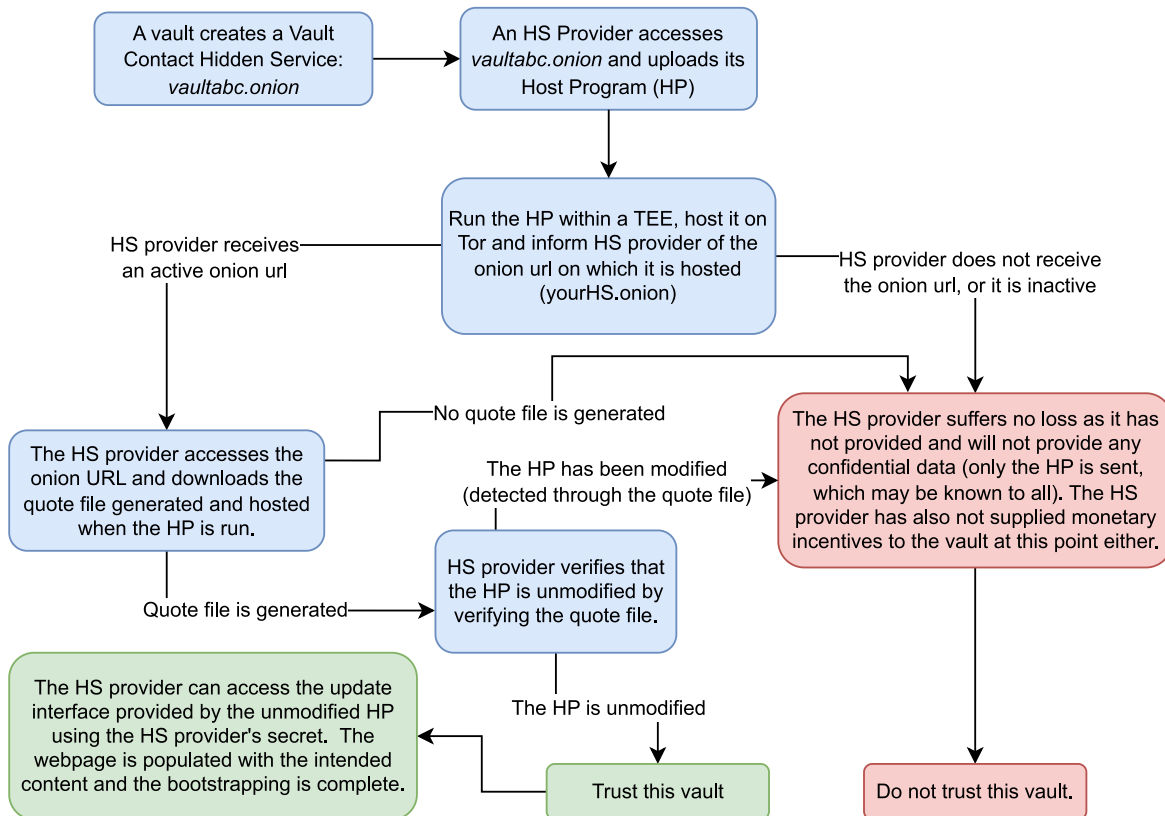 A vault creates a Vault
Contact Hidden Service:
vaultabc.onion
An HS Provider accesses
vaultabc.onion and uploads its
Host Program (HP)
Run the HP within a TEE, host it on
Tor and inform HS provider of the
onion url on which it is hosted
(yourHS.onion)
HS provider receives
an active onion url
HS provider does not receive
the onion url, or it is inactive
No quote file is generated
The HS provider accesses the
onion URL and downloads the
quote file generated and hosted
when the HP is run.
The HP has been modified
(detected through the quote file)
The HS provider suffers no loss as it has
not provided and will not provide any
confidential data (only the HP is sent,
which may be known to all). The HS
provider has also not supplied monetary
incentives to the vault at this point either.
Quote file is generated
HS provider verifies that
the HP is unmodified by
verifying the quote file.
The HS provider can access the update
interface provided by the unmodified HP
using the HS provider's secret. The
webpage is populated with the intended
content and the bootstrapping is complete.
The HP is unmodified
Trust this vault
Do not trust this vault.